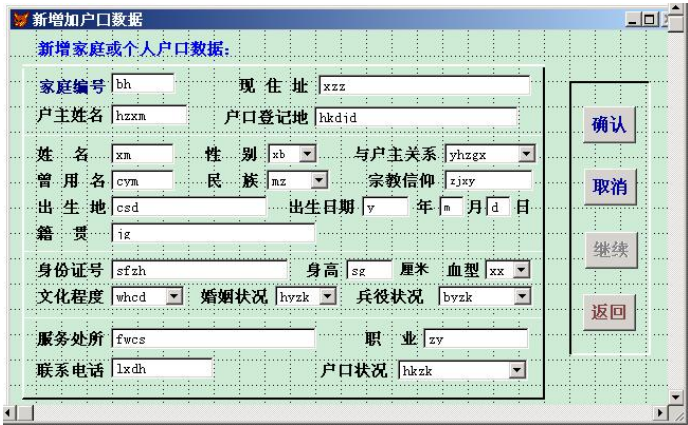 新增加户口数据
新增家庭或个人户口数据:
家庭编号 bh 现 住 址 xzz
户主姓名 hzxm 户口登记地 hkdjd
确认
姓 名 xm 性 别 xb 与户主关系 yhzgx
曾 用 名 cym 民 族 mz 宗教信仰 zjxy
取消
出 生 地 csd 出生日期 y 年 m 月 d 日
籍 贯 jg
继续
身份证号 sfzh 身高 sg 厘米 血型 xx
文化程度 whcd 婚姻状况 hyzk 兵役状况 byzk
返回
服务处所 fwcs 职 业 zy
联系电话 lxdh 户口状况 hkzk